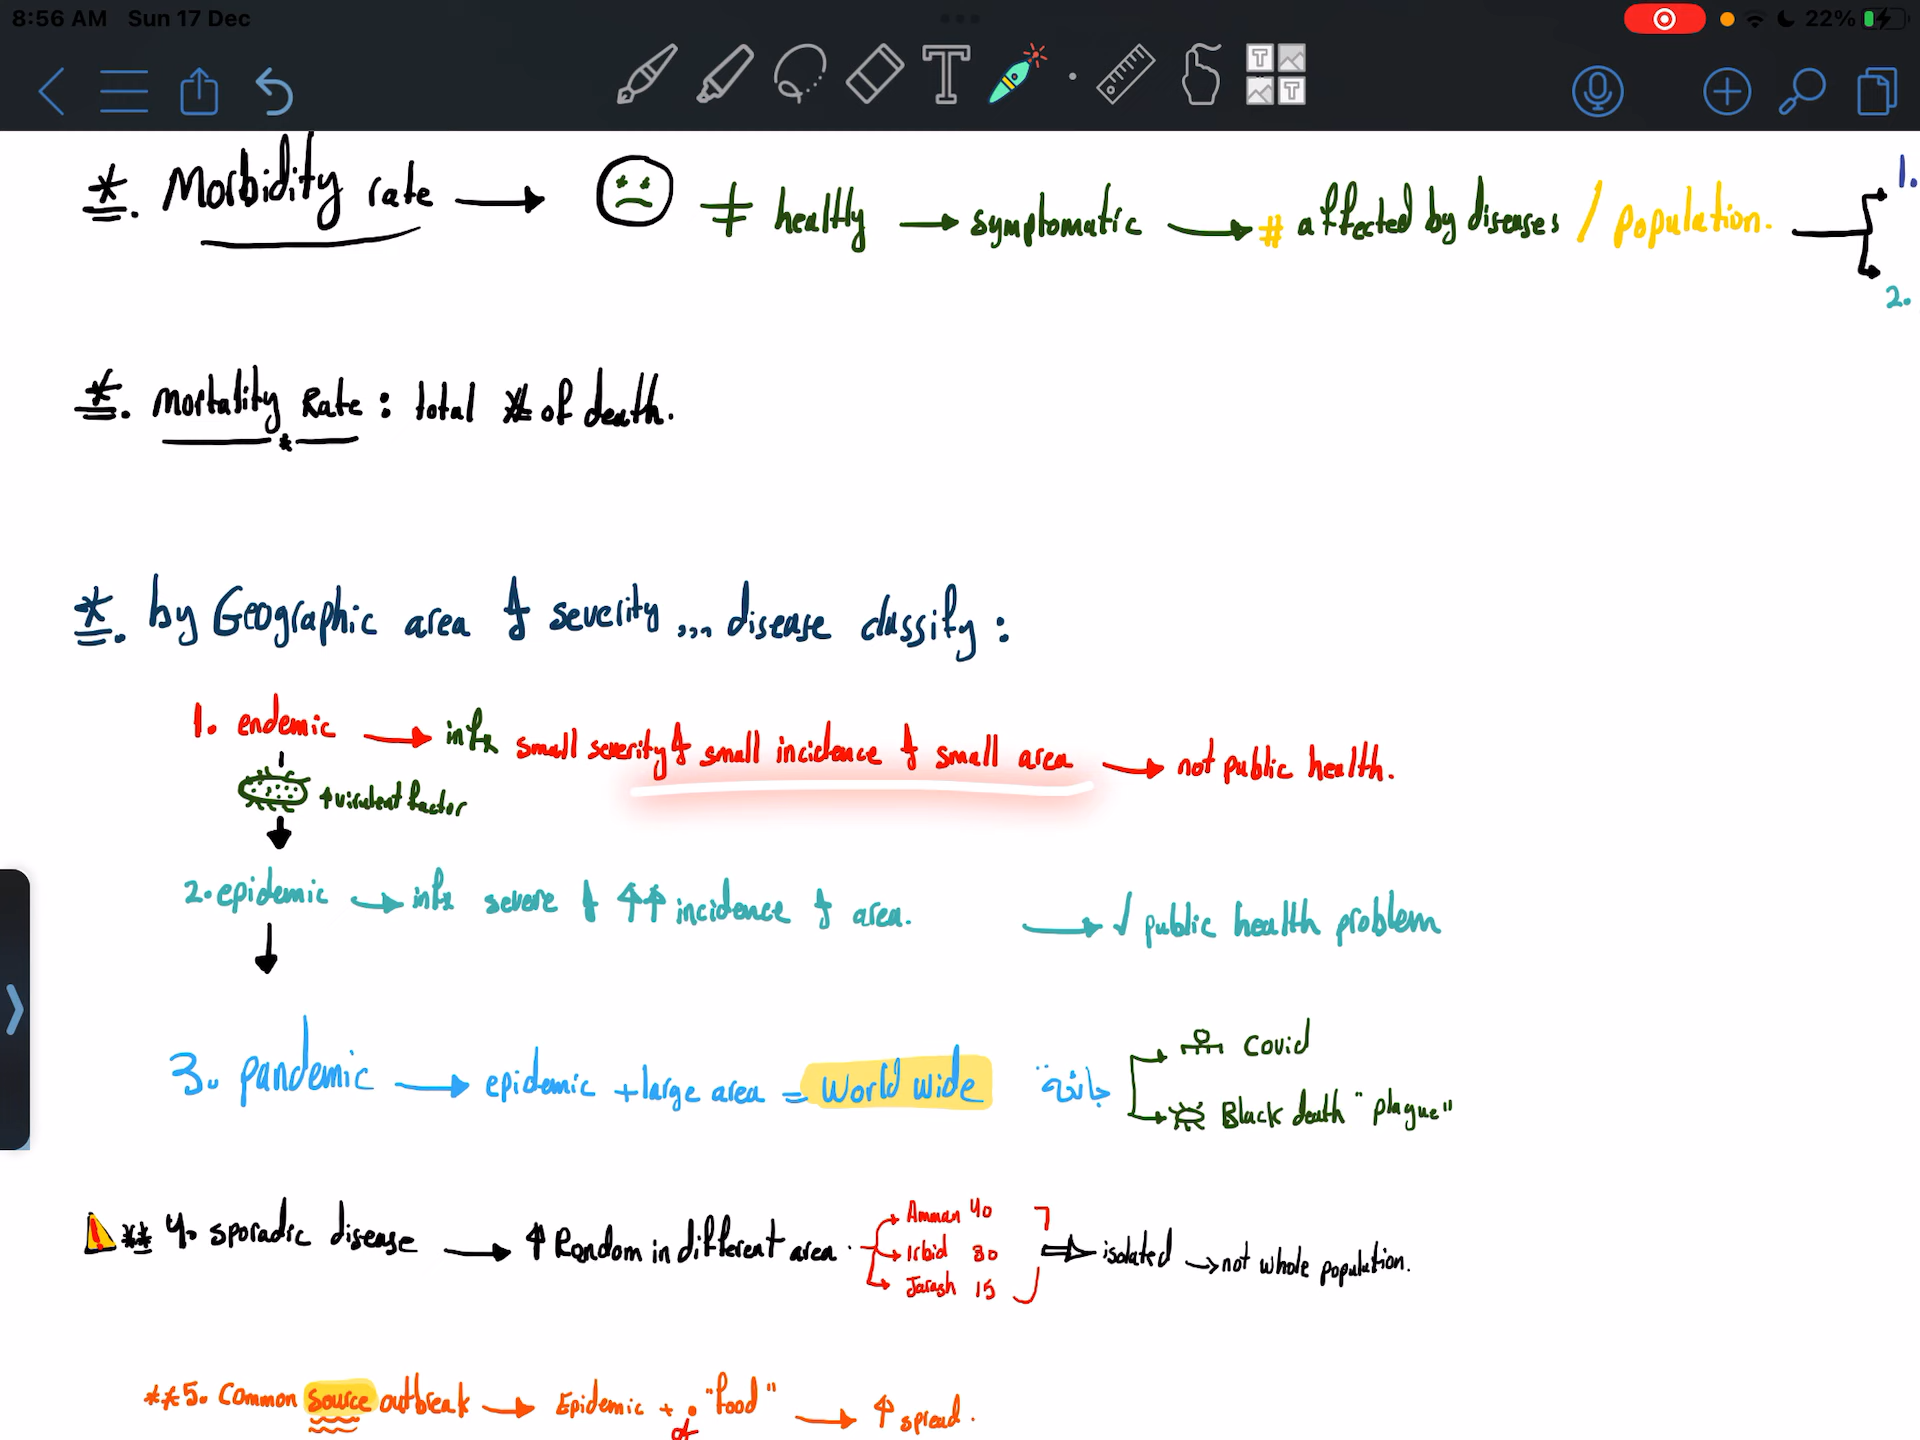 8:56 AM Sun 17 Dec 22%
*. Morbidity rate → ≠ healthy → symptomatic → # affected by diseases / population.
1.
2.
*. Mortality Rate : total # of death.
*. by Geographic area & severity ,,,. disease classify :
1. endemic → infx small severity & small incidence & small area → not public health.
↑ virulent factor
2. epidemic → infx severe & ↑↑ incidence & area. → √ public health problem
3. pandemic → epidemic + large area = world wide جائحة
Covid
Black death "plague"
** 4. sporadic disease → ↑ Random in different area.
Amman 40
Irbid 80
Jarash 15
⇒ isolated → not whole population.
**5. Common source outbreak → Epidemic + "food" → ↑ spread.